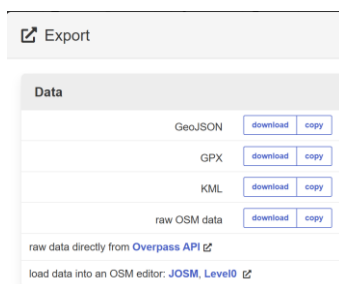 Export
Data
GeoJSON download copy
GPX download copy
KML download copy
raw OSM data download copy
raw data directly from Overpass API
load data into an OSM editor: JOSM, Level0